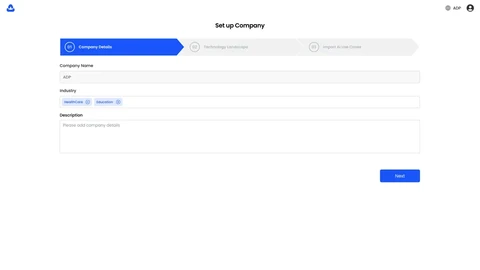 ADP
Set up Company
01 Company Details
02 Technology Landscape
03 Impact & Use Cases
Company Name
ADP
Industry
HealthCare
Education
Description
Please add company details
Next